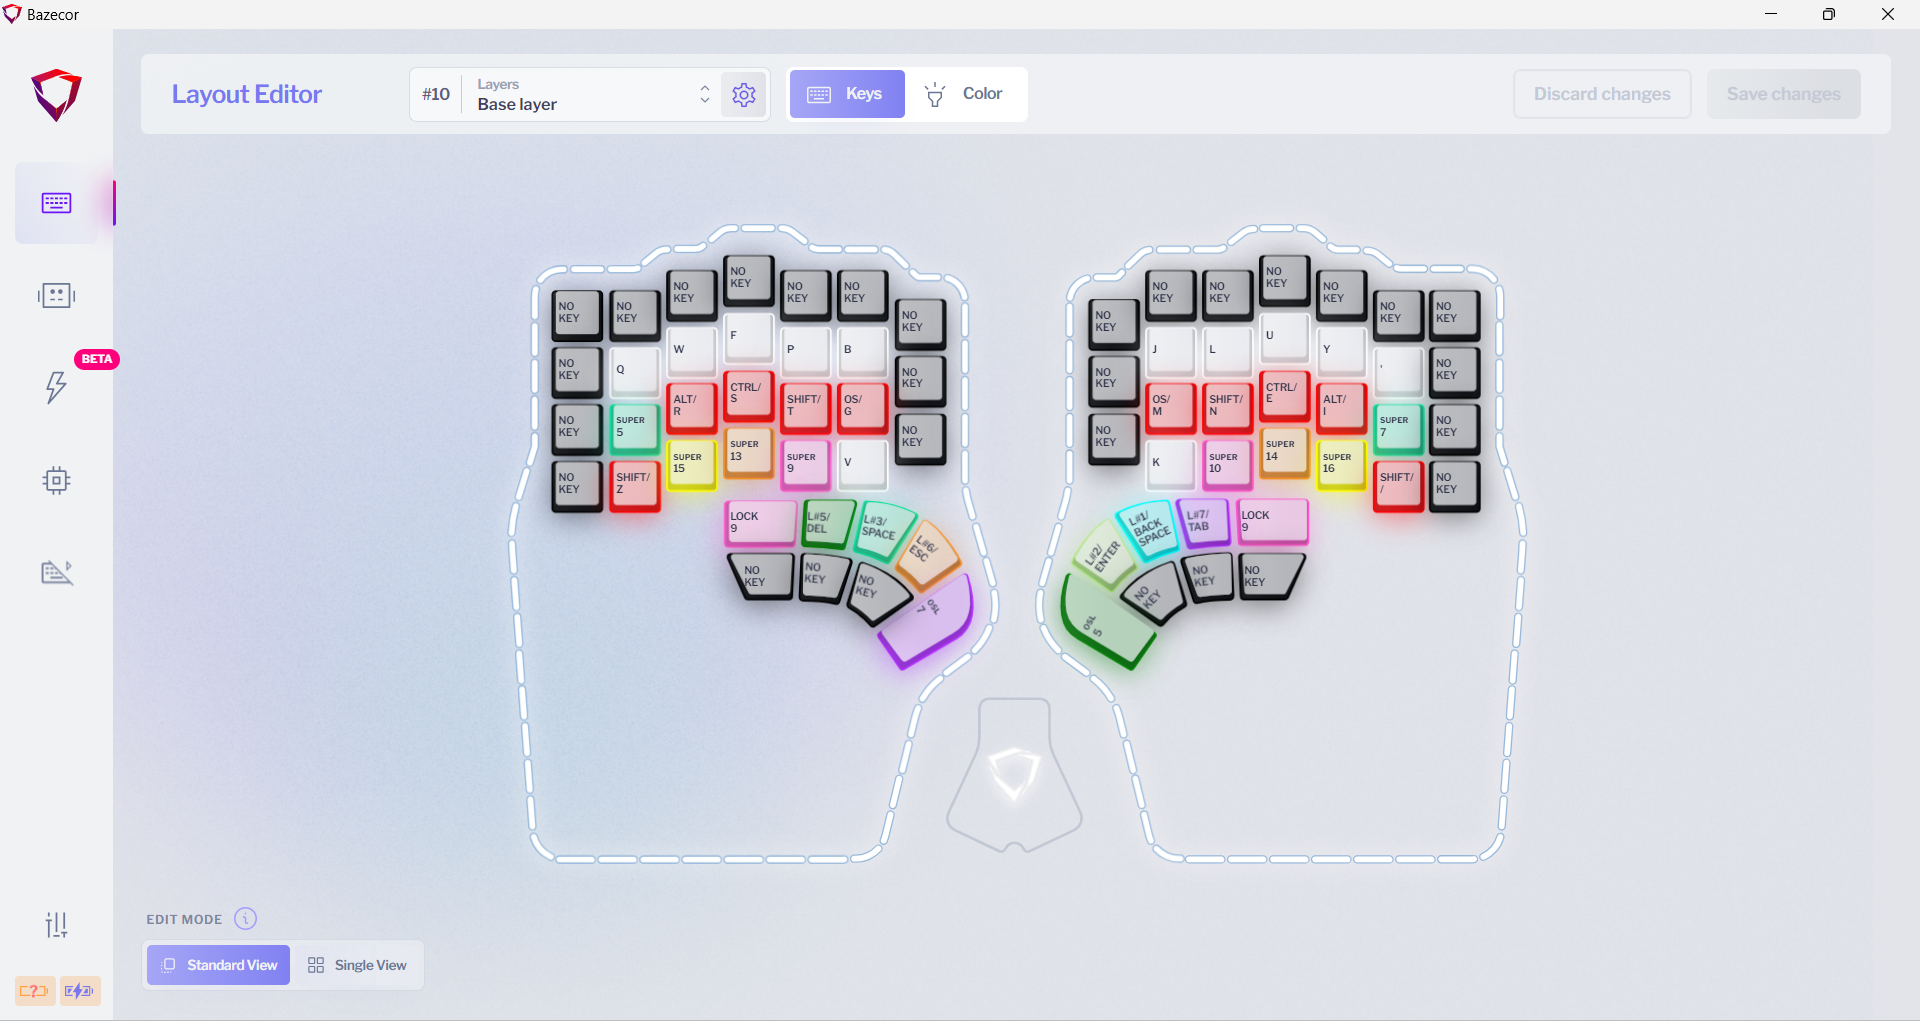 Bazecor
Layout Editor
#10
Layers
Base layer
Keys
Color
Discard changes
Save changes
BETA
NO KEY
NO KEY
NO KEY
NO KEY
NO KEY
NO KEY
NO KEY
NO KEY
Q
W
F
P
B
NO KEY
NO KEY
SUPER 5
ALT/ R
CTRL/ S
SHIFT/ T
OS/ G
NO KEY
NO KEY
SHIFT/ Z
SUPER 15
SUPER 13
SUPER 9
V
LOCK 9
L#5/ DEL
L#3/ SPACE
L#6/ ESC
NO KEY
NO KEY
NO KEY
OSL 7
NO KEY
NO KEY
NO KEY
NO KEY
NO KEY
NO KEY
NO KEY
NO KEY
J
L
U
Y
'
NO KEY
NO KEY
OS/ M
SHIFT/ N
CTRL/ E
ALT/ I
SUPER 7
NO KEY
K
SUPER 10
SUPER 14
SUPER 16
SHIFT/ /
NO KEY
L#2/ ENTER
L#1/ BACK SPACE
L#7/ TAB
LOCK 9
OSL 5
NO KEY
NO KEY
NO KEY
EDIT MODE
Standard View
Single View